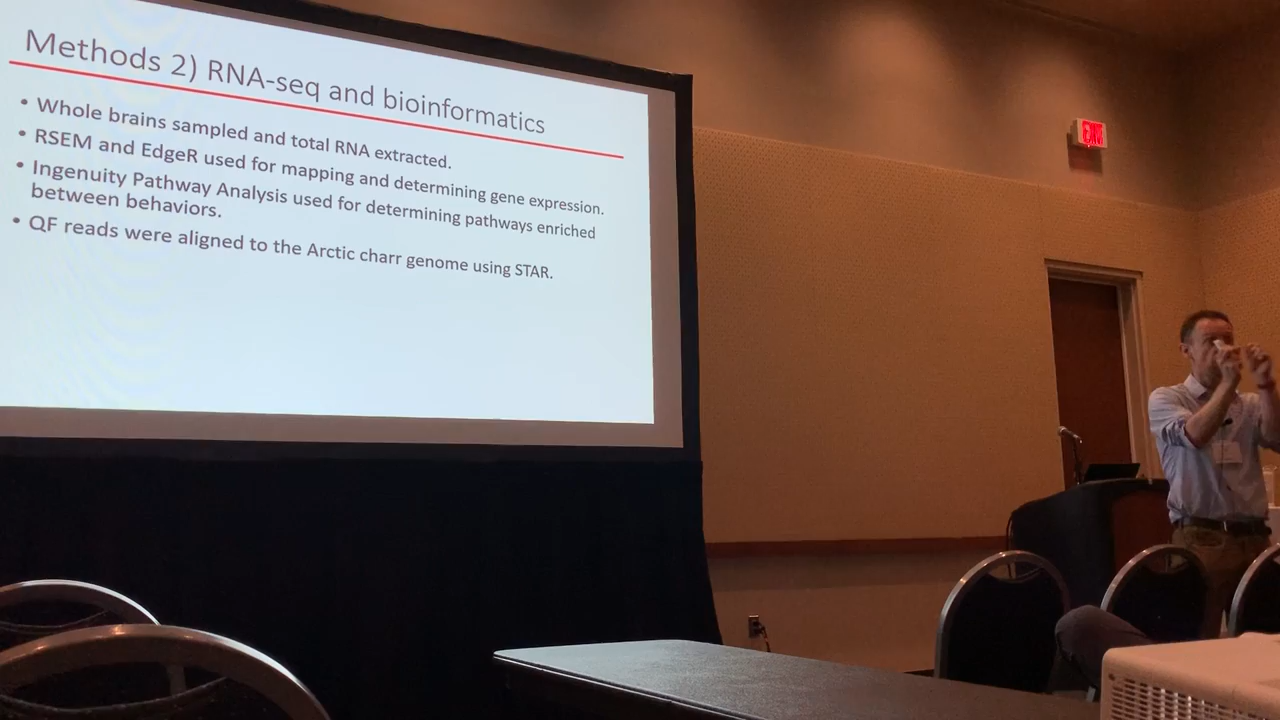 Methods 2) RNA-seq and bioinformatics
• Whole brains sampled and total RNA extracted.
• RSEM and EdgeR used for mapping and determining gene expression.
• Ingenuity Pathway Analysis used for determining pathways enriched
between behaviors.
• QF reads were aligned to the Arctic charr genome using STAR.